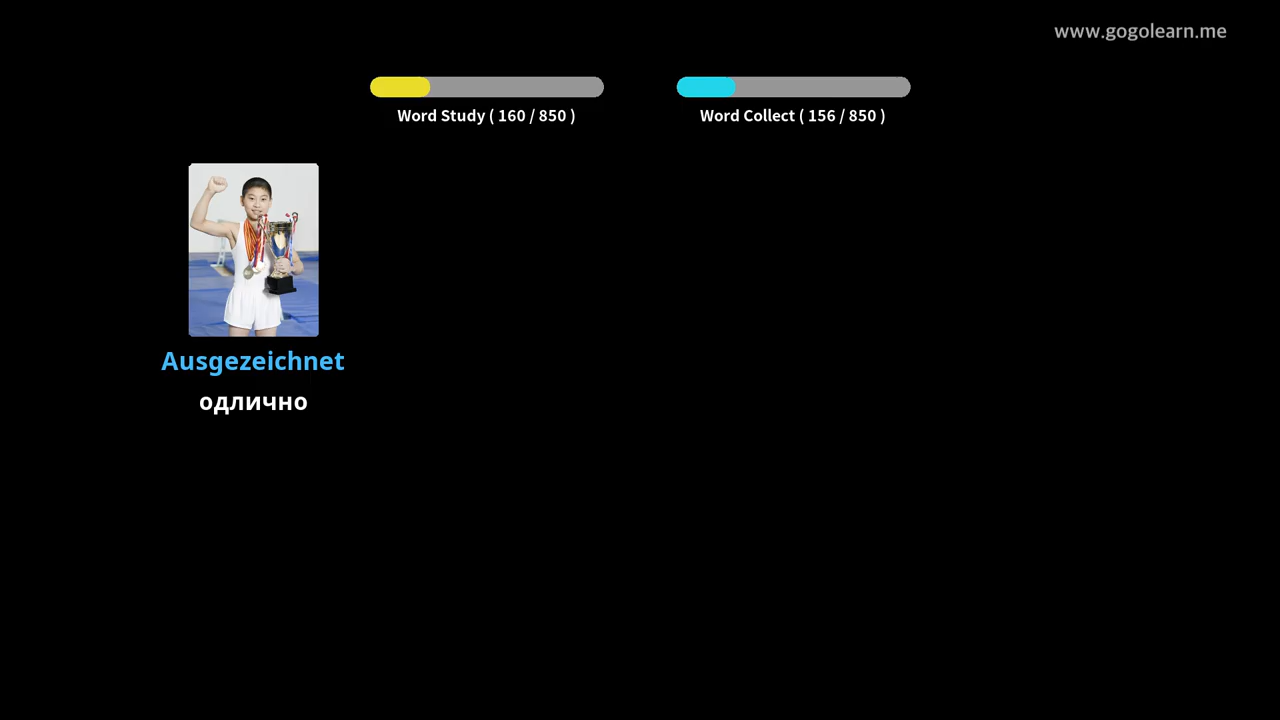 www.gogolearn.me
Word Study ( 160 / 850 )
Word Collect ( 156 / 850 )
Ausgezeichnet
одлично